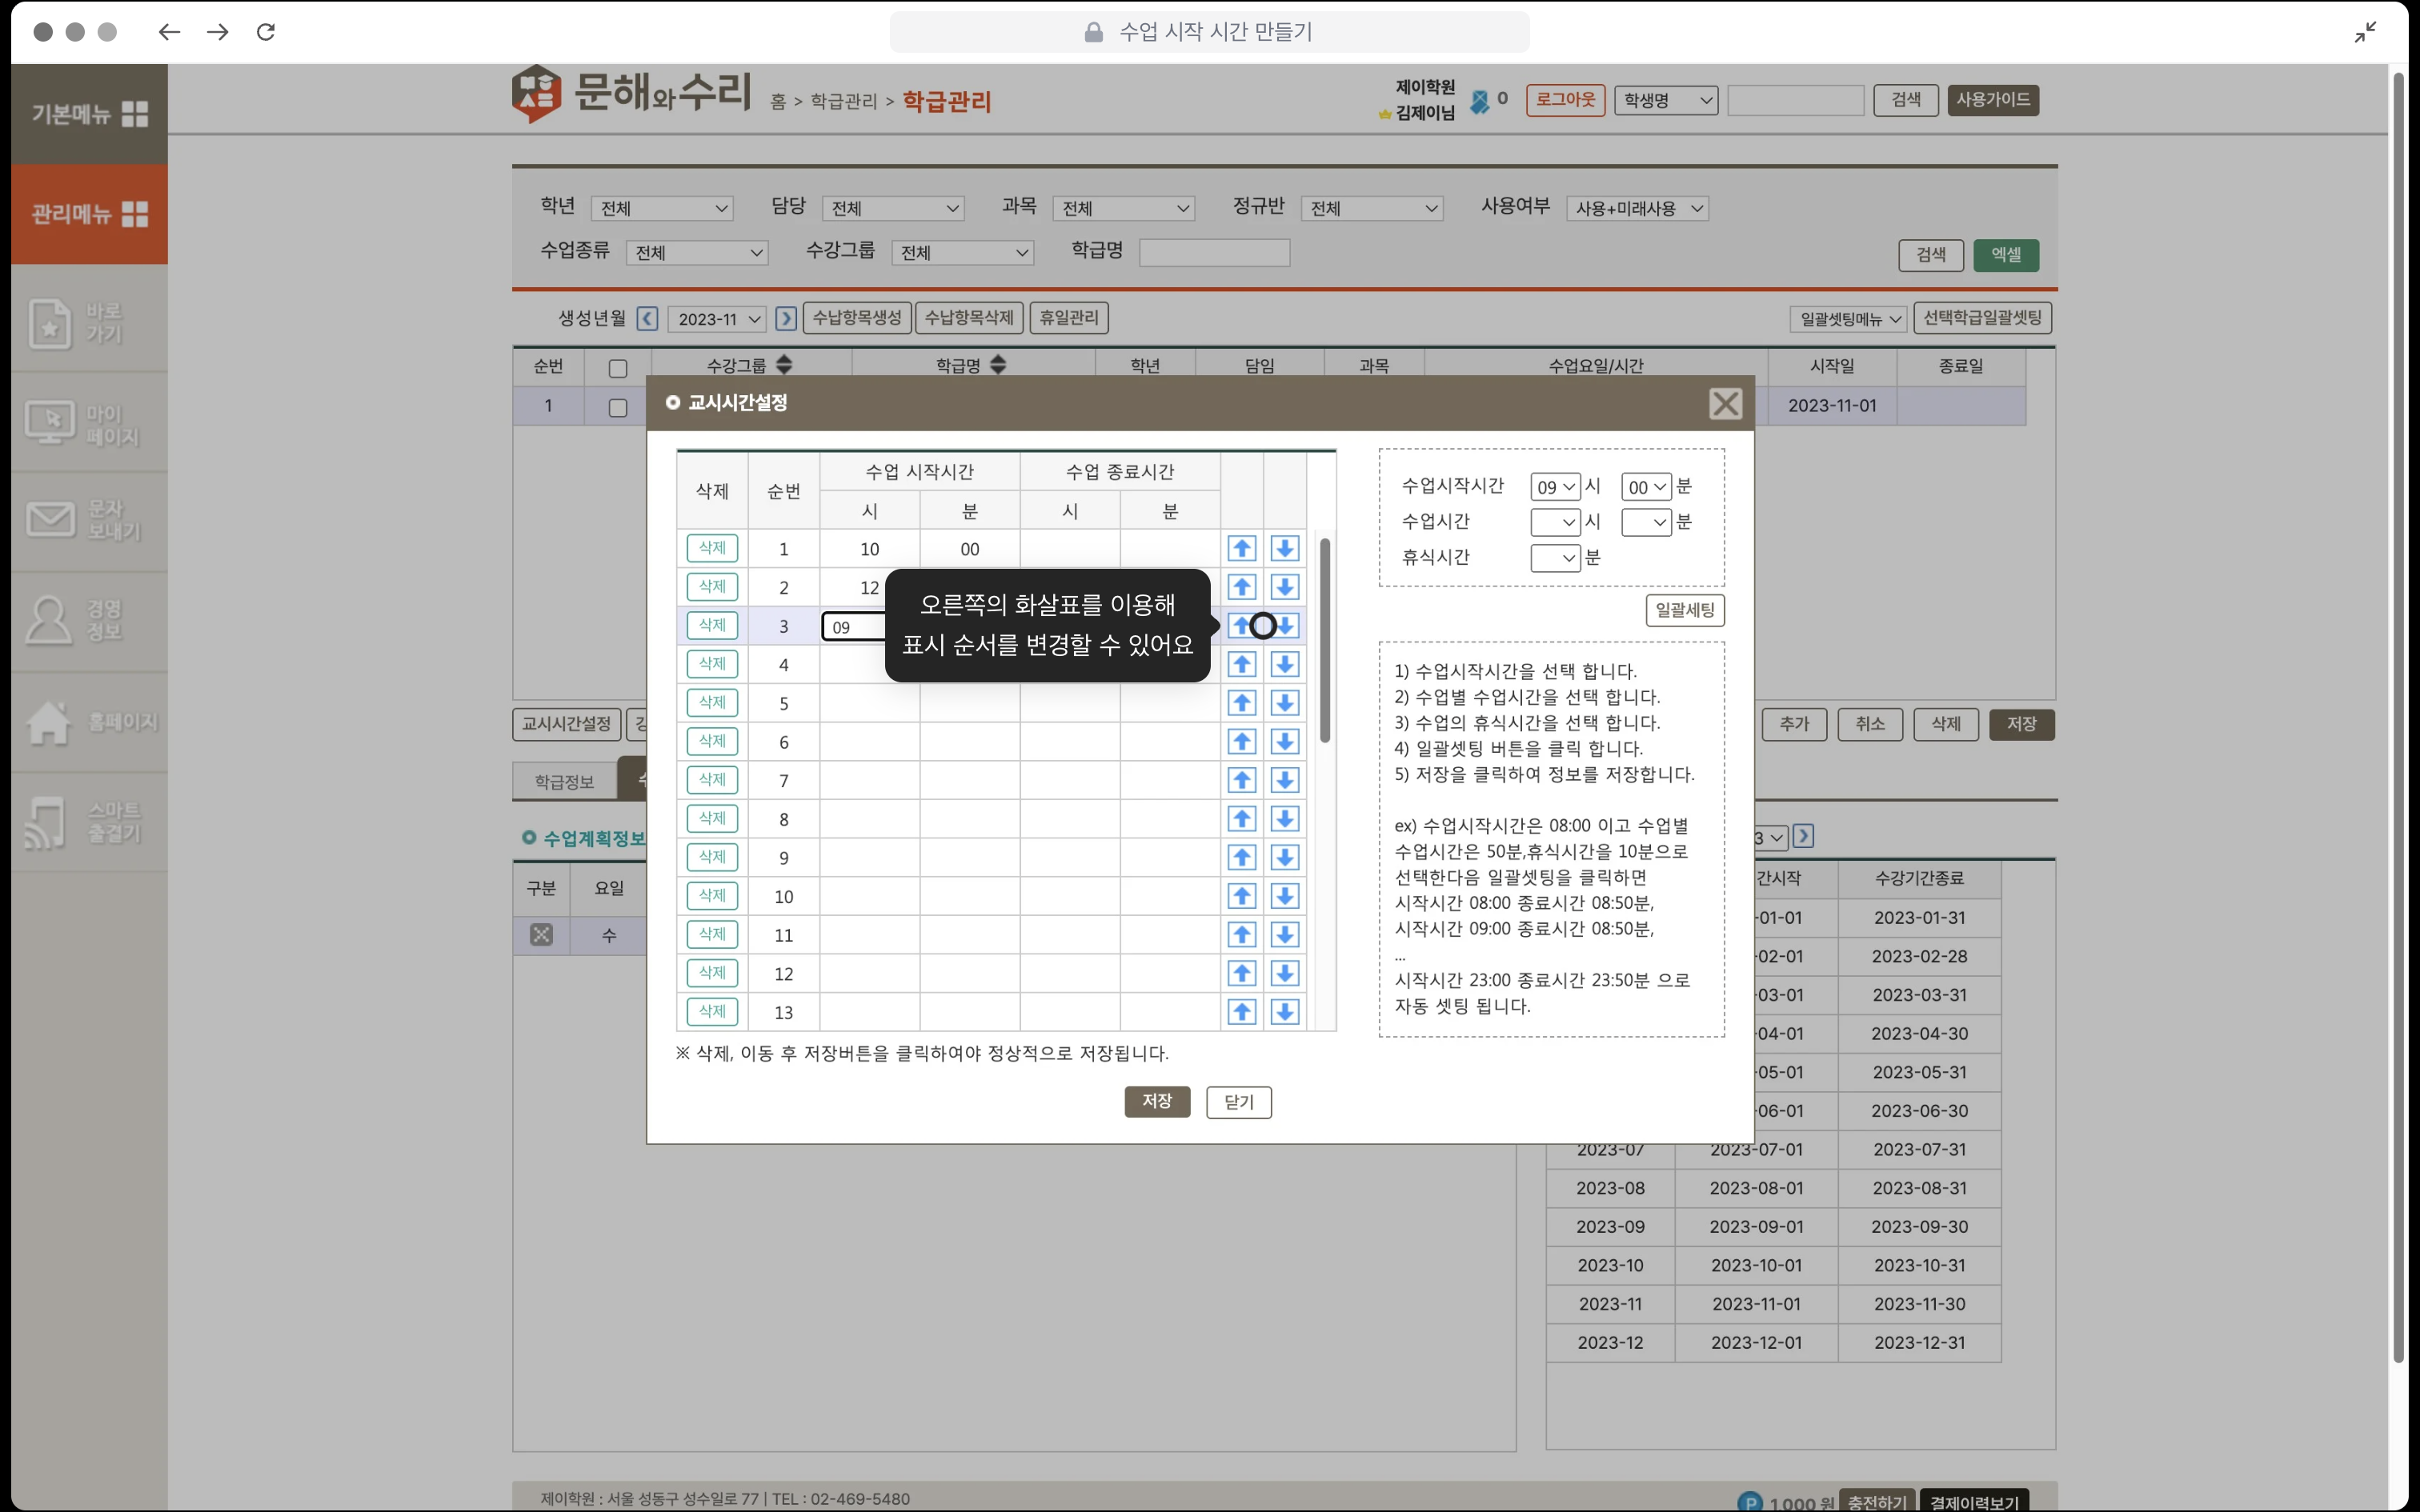 수업 시작 시간 만들기
기본메뉴
관리메뉴
바로
가기
마이
페이지
문자
보내기
경영
정보
홈페이지
스마트
출결기
문해와수리
홈 > 학급관리 > 학급관리
제이학원
김제이님
0
로그아웃
학생명
검색
사용가이드
학년 전체 담당 전체 과목 전체 정규반 전체 사용여부 사용+미래사용
수업종류 전체 수강그룹 전체 학급명
검색 엑셀
생성년월 2023-11 수납항목생성 수납항목삭제 휴일관리
일괄셋팅메뉴 선택학급일괄셋팅
순번 수강그룹 학급명 학년 담임 과목 수업요일/시간 시작일 종료일
1 2023-11-01
교시시간설정
삭제 순번 수업 시작시간 수업 종료시간
시 분 시 분
삭제 1 10 00
삭제 2 12
삭제 3 09
삭제 4
삭제 5
삭제 6
삭제 7
삭제 8
삭제 9
삭제 10
삭제 11
삭제 12
삭제 13
오른쪽의 화살표를 이용해
표시 순서를 변경할 수 있어요
※ 삭제, 이동 후 저장버튼을 클릭하여야 정상적으로 저장됩니다.
저장 닫기
수업시작시간 09 시 00 분
수업시간 시 분
휴식시간 분
일괄세팅
1) 수업시작시간을 선택 합니다.
2) 수업별 수업시간을 선택 합니다.
3) 수업의 휴식시간을 선택 합니다.
4) 일괄셋팅 버튼을 클릭 합니다.
5) 저장을 클릭하여 정보를 저장합니다.
ex) 수업시작시간은 08:00 이고 수업별
수업시간은 50분,휴식시간을 10분으로
선택한다음 일괄셋팅을 클릭하면
시작시간 08:00 종료시간 08:50분,
시작시간 09:00 종료시간 08:50분,
...
시작시간 23:00 종료시간 23:50분 으로
자동 셋팅 됩니다.
교시시간설정
추가 취소 삭제 저장
학급정보
수업계획정보
구분 요일
수
3
간시작 수강기간종료
-01-01 2023-01-31
-02-01 2023-02-28
-03-01 2023-03-31
-04-01 2023-04-30
-05-01 2023-05-31
-06-01 2023-06-30
2023-07 2023-07-01 2023-07-31
2023-08 2023-08-01 2023-08-31
2023-09 2023-09-01 2023-09-30
2023-10 2023-10-01 2023-10-31
2023-11 2023-11-01 2023-11-30
2023-12 2023-12-01 2023-12-31
제이학원 : 서울 성동구 성수일로 77 | TEL : 02-469-5480
P 1,000 원 충전하기 결제이력보기